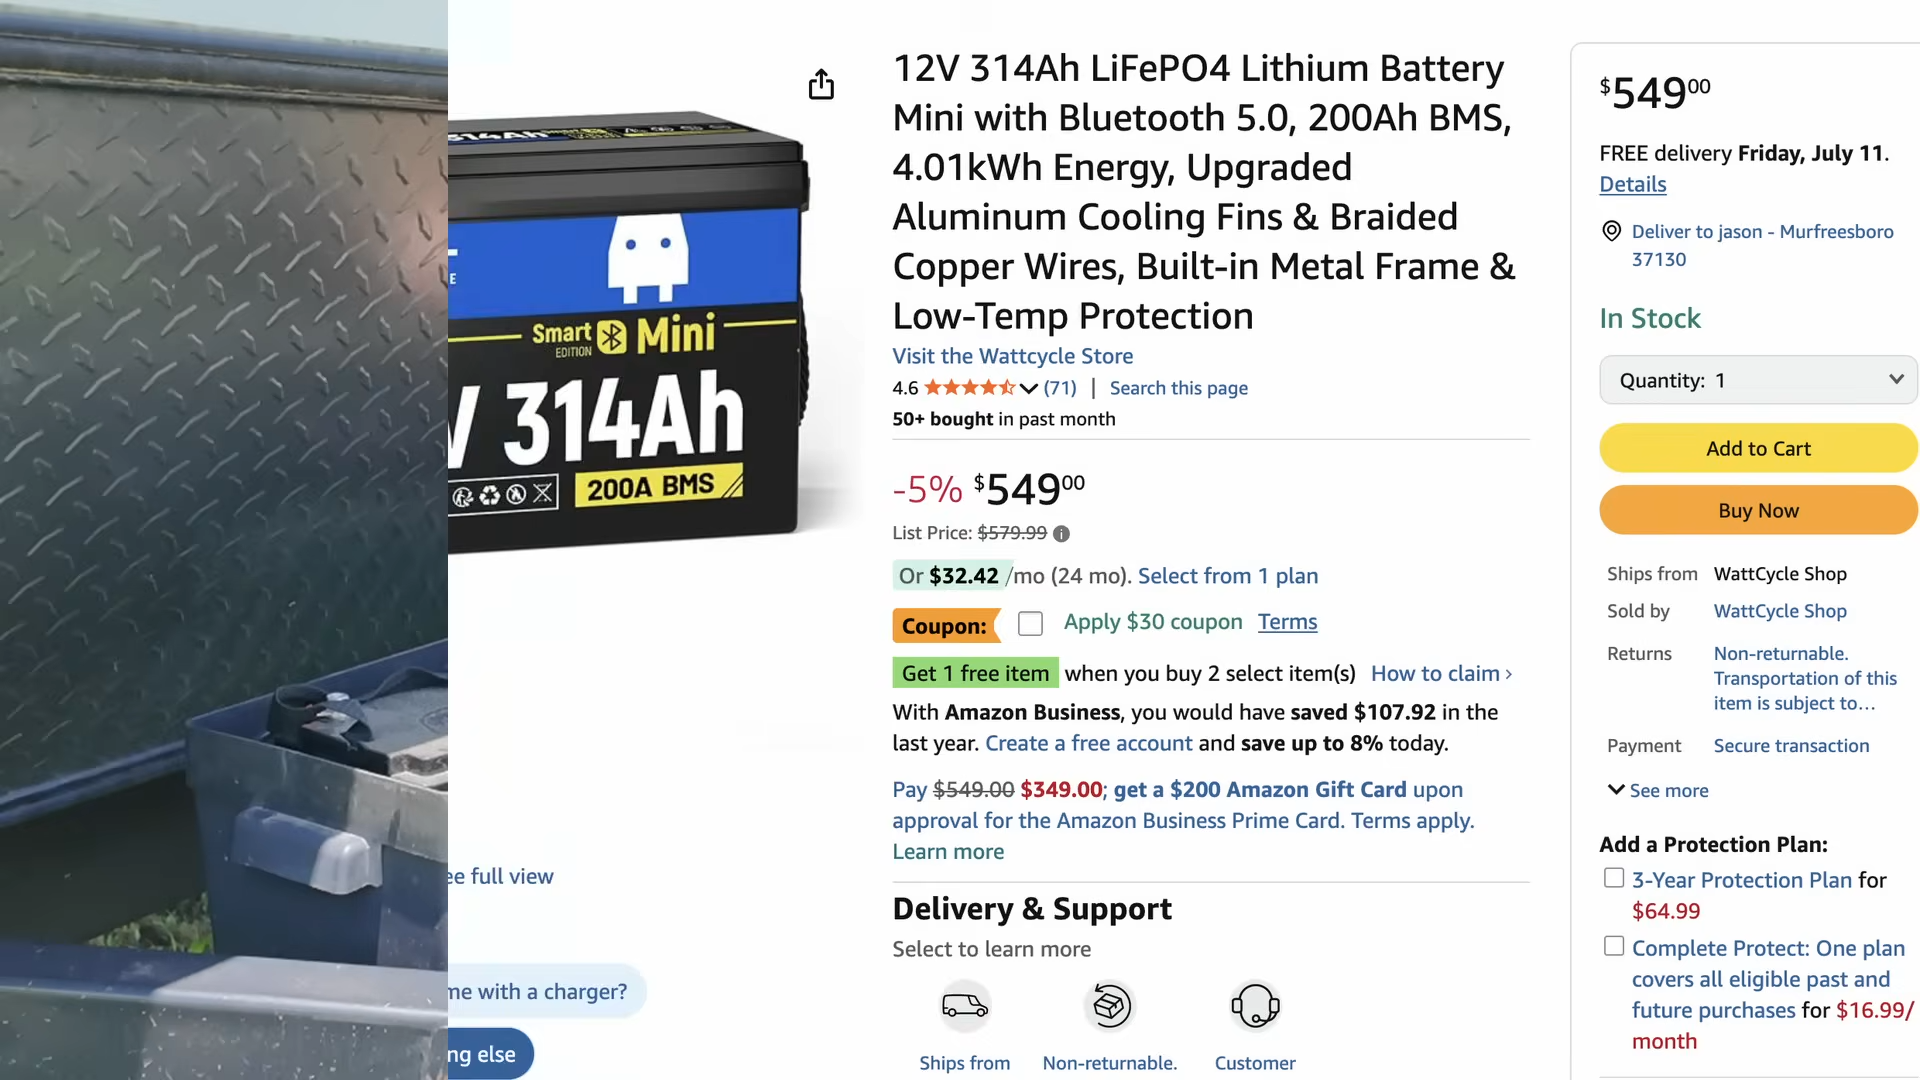 314Ah
E
Smart
EDITION
Mini
V 314Ah
200A BMS
ee full view
me with a charger?
ng else
12V 314Ah LiFePO4 Lithium Battery
Mini with Bluetooth 5.0, 200Ah BMS,
4.01kWh Energy, Upgraded
Aluminum Cooling Fins & Braided
Copper Wires, Built-in Metal Frame &
Low-Temp Protection
Visit the Wattcycle Store
4.6 (71) | Search this page
50+ bought in past month
-5% $54900
List Price: $579.99
Or $32.42 /mo (24 mo). Select from 1 plan
Coupon: Apply $30 coupon Terms
Get 1 free item when you buy 2 select item(s) How to claim ›
With Amazon Business, you would have saved $107.92 in the
last year. Create a free account and save up to 8% today.
Pay $549.00 $349.00; get a $200 Amazon Gift Card upon
approval for the Amazon Business Prime Card. Terms apply.
Learn more
Delivery & Support
Select to learn more
Ships from
Non-returnable.
Customer
$54900
FREE delivery Friday, July 11.
Details
Deliver to jason - Murfreesboro
37130
In Stock
Quantity: 1
Add to Cart
Buy Now
Ships from WattCycle Shop
Sold by WattCycle Shop
Returns Non-returnable.
Transportation of this
item is subject to...
Payment Secure transaction
See more
Add a Protection Plan:
3-Year Protection Plan for
$64.99
Complete Protect: One plan
covers all eligible past and
future purchases for $16.99/
month